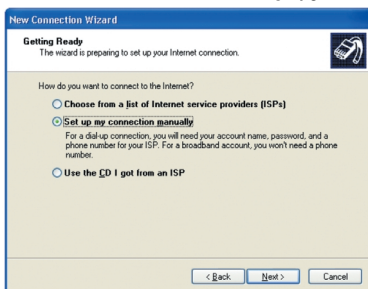 New Connection Wizard
Getting Ready
The wizard is preparing to set up your Internet connection.
How do you want to connect to the Internet?
Choose from a list of Internet service providers (ISPs)
Set up my connection manually
For a dial-up connection, you will need your account name, password, and a
phone number for your ISP. For a broadband account, you won't need a phone
number.
Use the CD I got from an ISP
< Back
Next >
Cancel